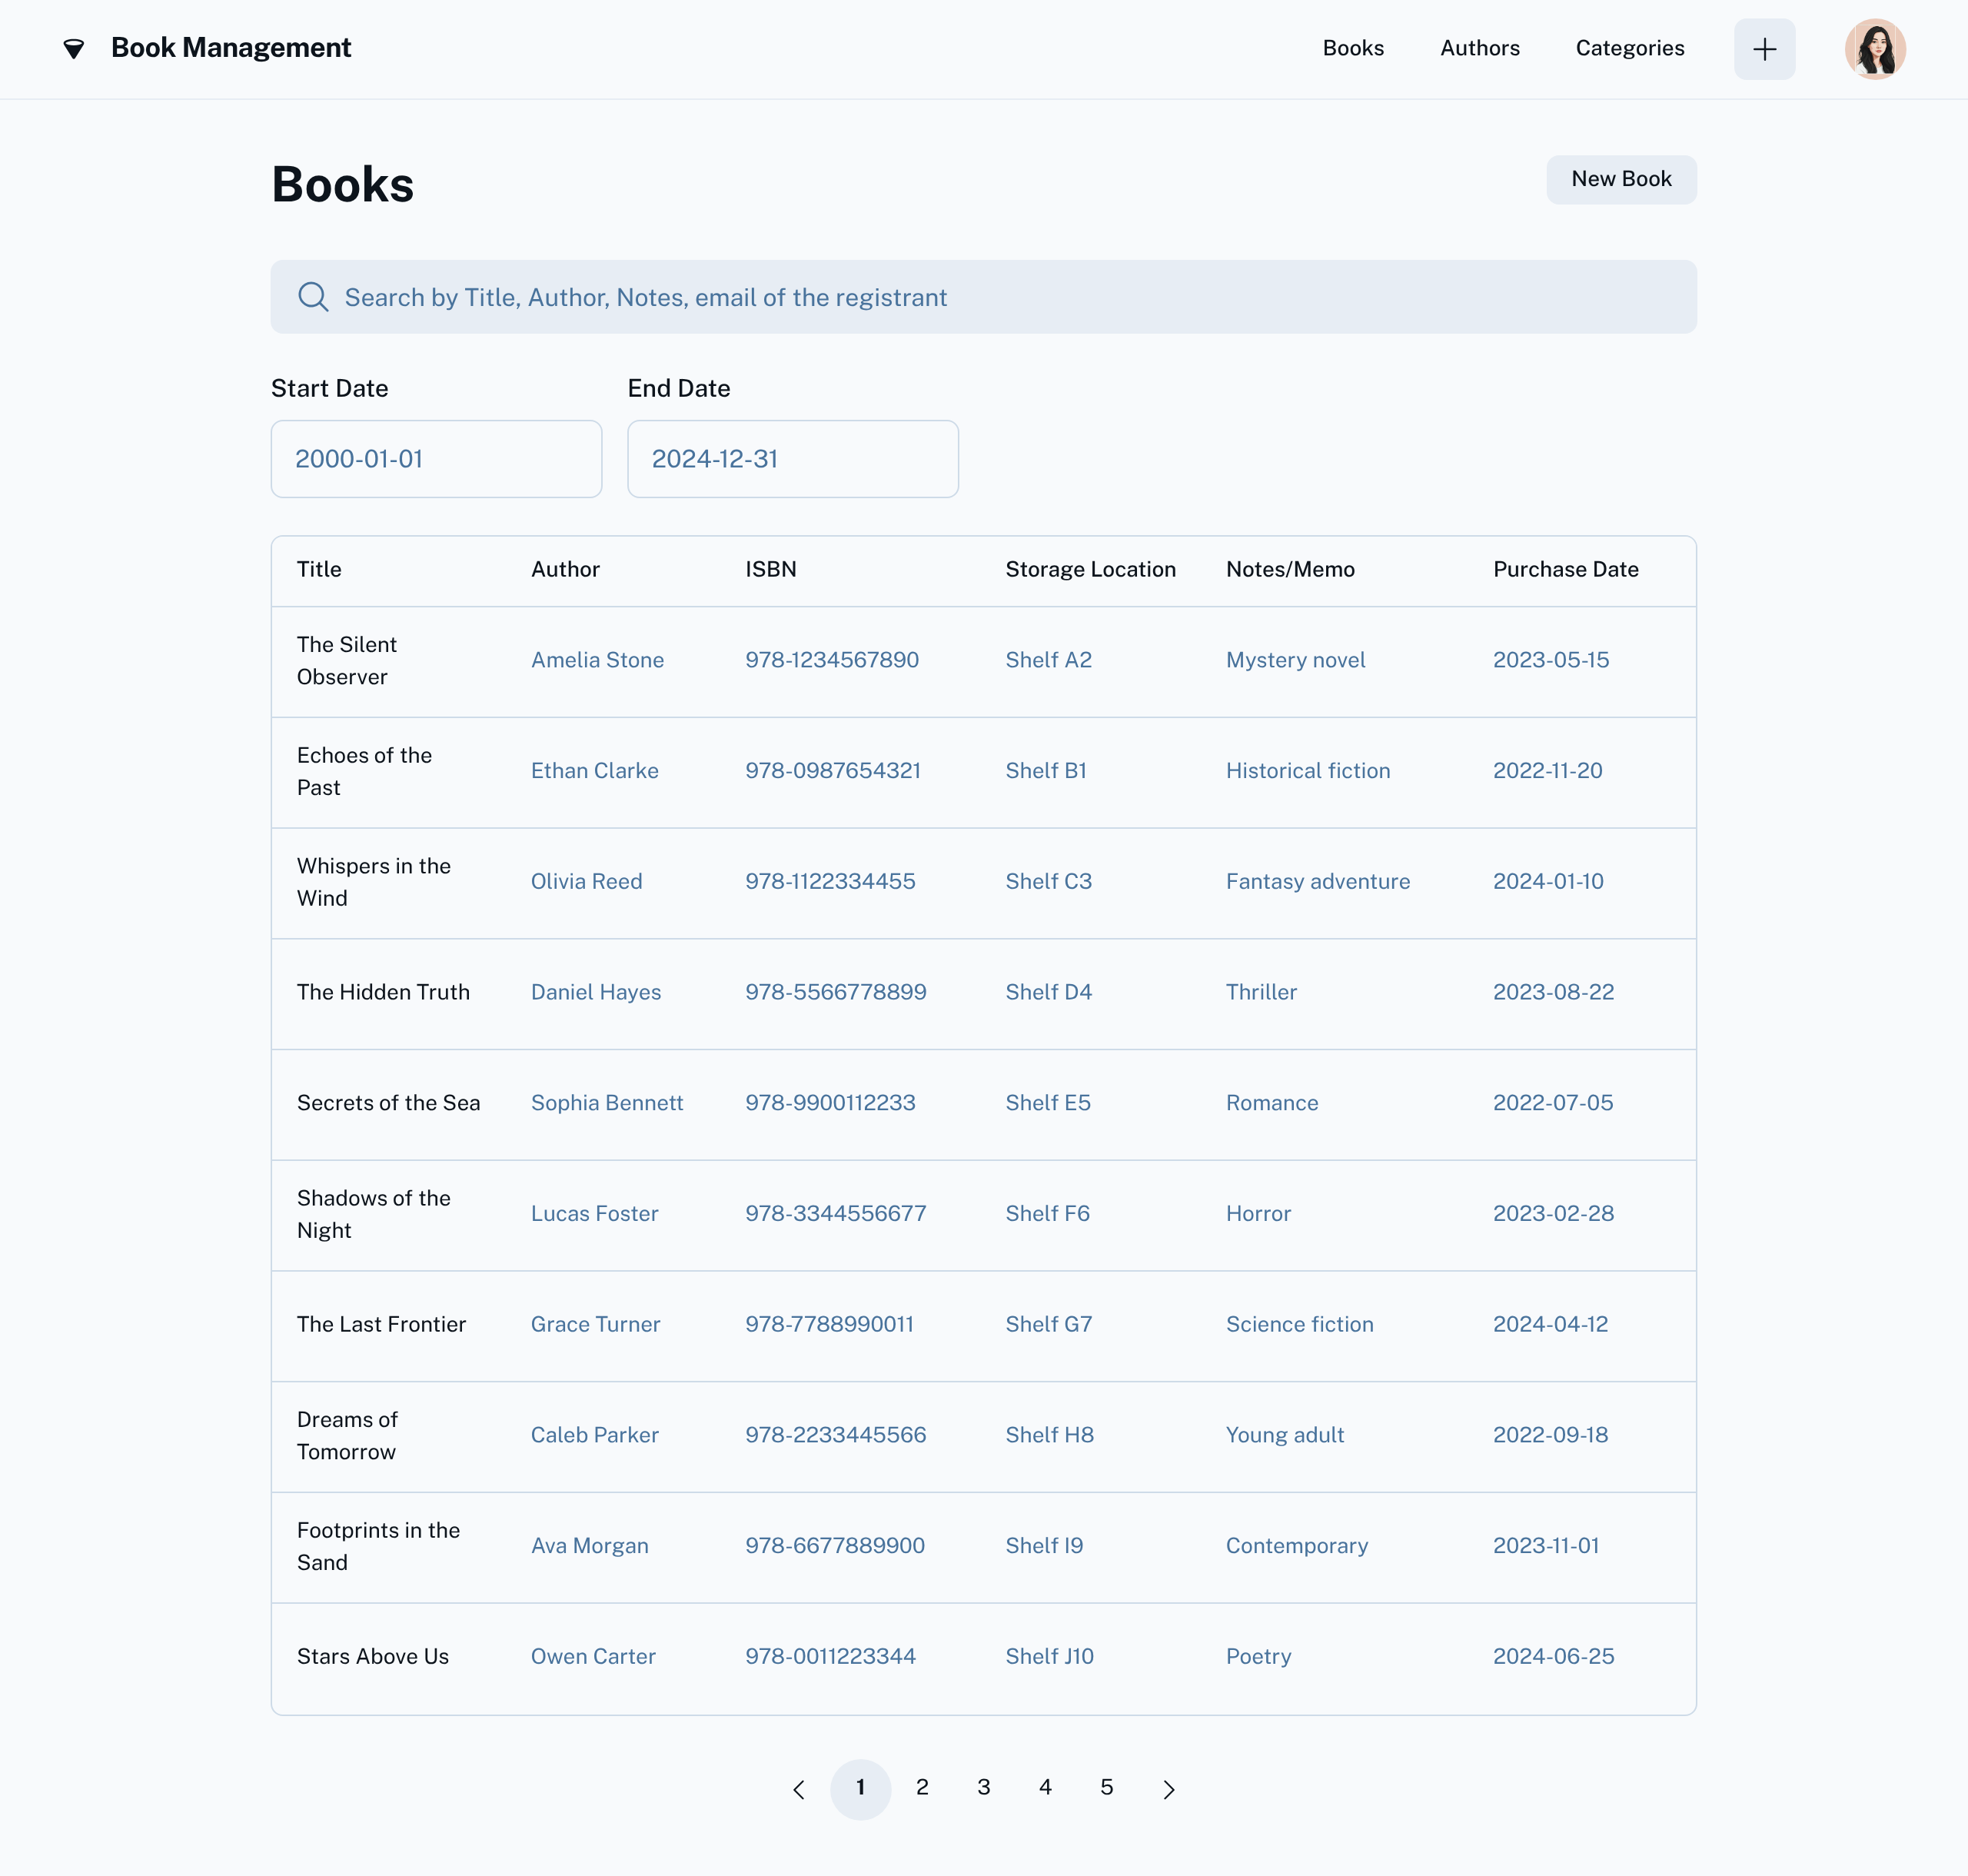 Book Management
Books Authors Categories
Books
New Book
Search by Title, Author, Notes, email of the registrant
Start Date End Date
2000-01-01 2024-12-31
Title Author ISBN Storage Location Notes/Memo Purchase Date
The Silent
Observer Amelia Stone 978-1234567890 Shelf A2 Mystery novel 2023-05-15
Echoes of the
Past Ethan Clarke 978-0987654321 Shelf B1 Historical fiction 2022-11-20
Whispers in the
Wind Olivia Reed 978-1122334455 Shelf C3 Fantasy adventure 2024-01-10
The Hidden Truth Daniel Hayes 978-5566778899 Shelf D4 Thriller 2023-08-22
Secrets of the Sea Sophia Bennett 978-9900112233 Shelf E5 Romance 2022-07-05
Shadows of the
Night Lucas Foster 978-3344556677 Shelf F6 Horror 2023-02-28
The Last Frontier Grace Turner 978-7788990011 Shelf G7 Science fiction 2024-04-12
Dreams of
Tomorrow Caleb Parker 978-2233445566 Shelf H8 Young adult 2022-09-18
Footprints in the
Sand Ava Morgan 978-6677889900 Shelf I9 Contemporary 2023-11-01
Stars Above Us Owen Carter 978-0011223344 Shelf J10 Poetry 2024-06-25
1 2 3 4 5